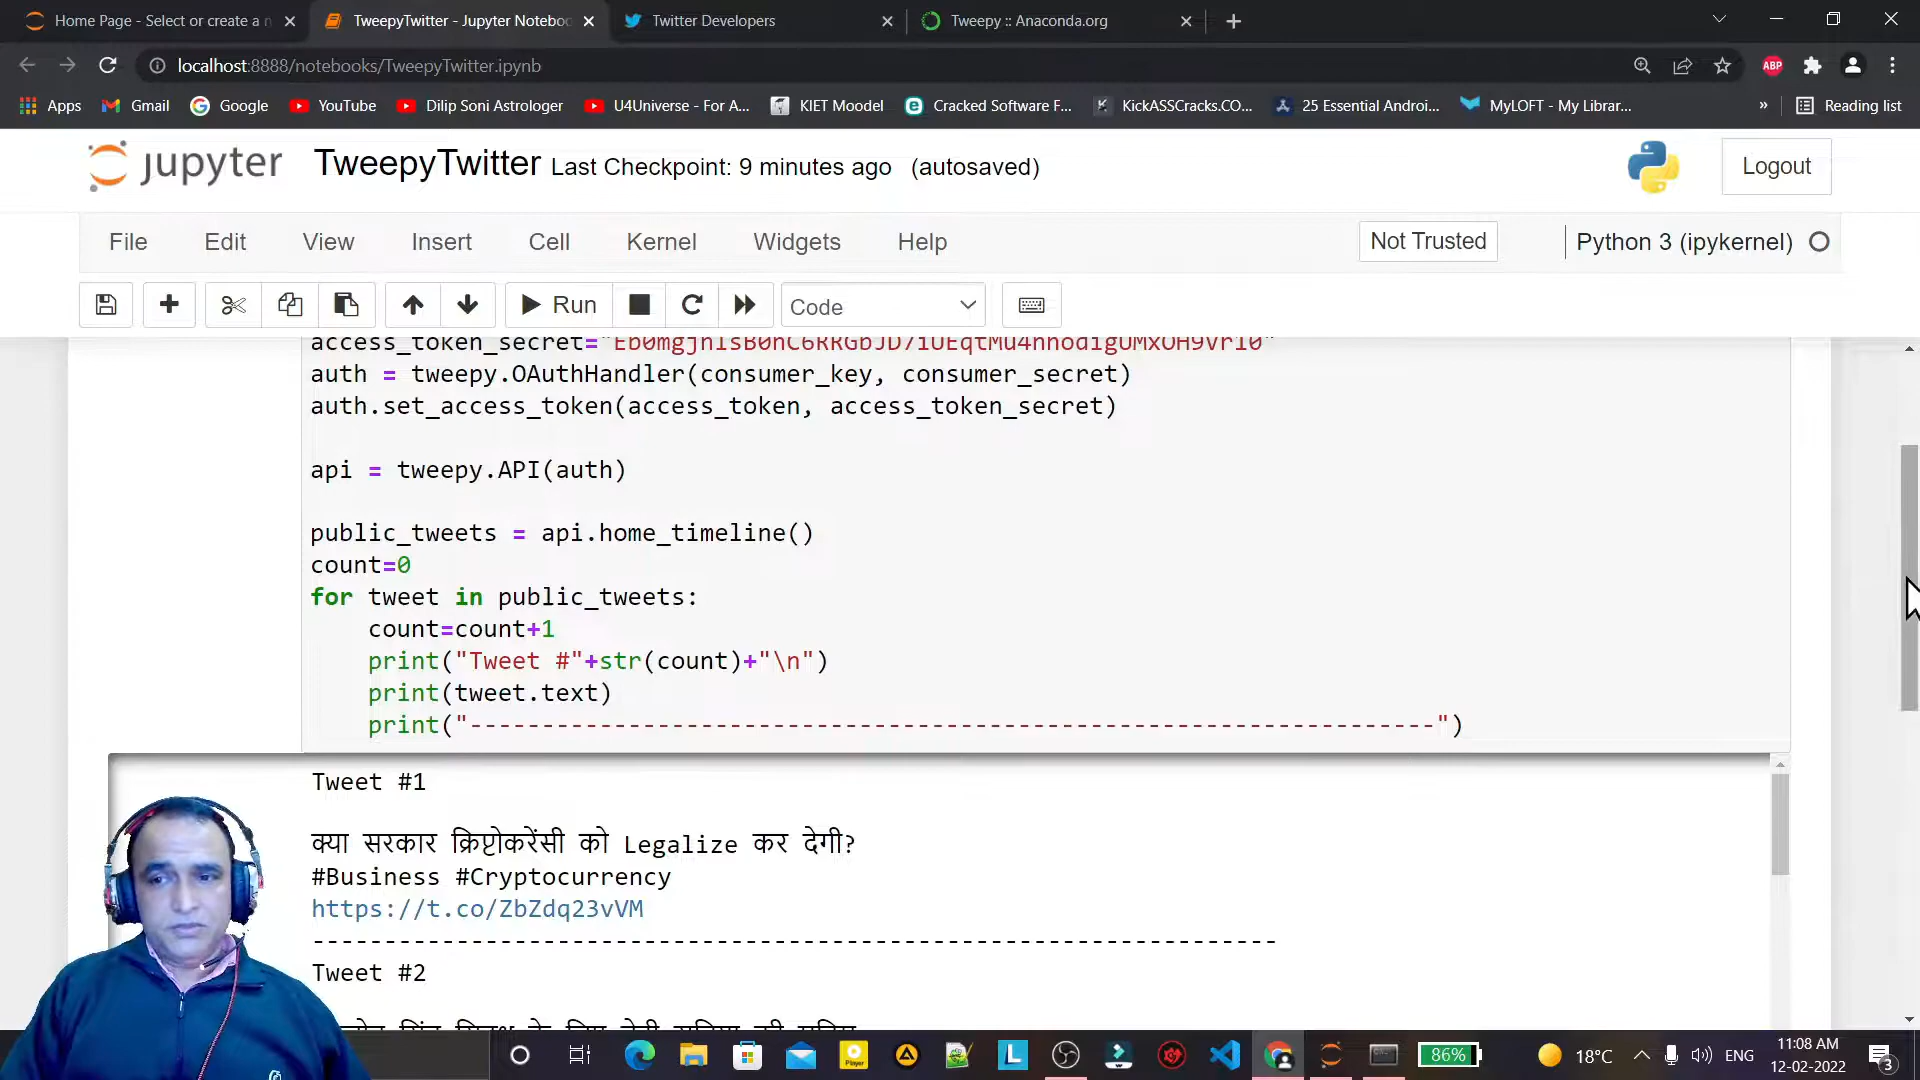 Home Page - Select or create a n
TweepyTwitter - Jupyter Noteboo
Twitter Developers
Tweepy :: Anaconda.org
localhost:8888/notebooks/TweepyTwitter.ipynb
ABP
Apps
Gmail
Google
YouTube
Dilip Soni Astrologer
U4Universe - For A...
KIET Moodel
Cracked Software F...
KickASSCracks.CO...
25 Essential Androi...
MyLOFT - My Librar...
»
Reading list
jupyter
TweepyTwitter Last Checkpoint: 9 minutes ago (autosaved)
Logout
File Edit View Insert Cell Kernel Widgets Help
Not Trusted
Python 3 (ipykernel)
Run
Code
access_token_secret=
auth = tweepy.OAuthHandler(consumer_key, consumer_secret)
auth.set_access_token(access_token, access_token_secret)
api = tweepy.API(auth)
public_tweets = api.home_timeline()
count=0
for tweet in public_tweets:
count=count+1
print("Tweet #"+str(count)+"\n")
print(tweet.text)
print("-------------------------------------------------------------------")
Tweet #1
क्या सरकार क्रिप्टोकरेंसी को Legalize कर देगी?
#Business #Cryptocurrency
https://t.co/ZbZdq23vVM
-------------------------------------------------------------------
Tweet #2
86%
18°C
ENG
11:08 AM
12-02-2022
3